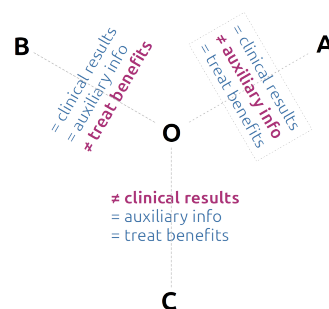 B
= clinical results
= auxiliary info
≠ treat benefits
A
= clinical results
≠ auxiliary info
= treat benefits
O
≠ clinical results
= auxiliary info
= treat benefits
C